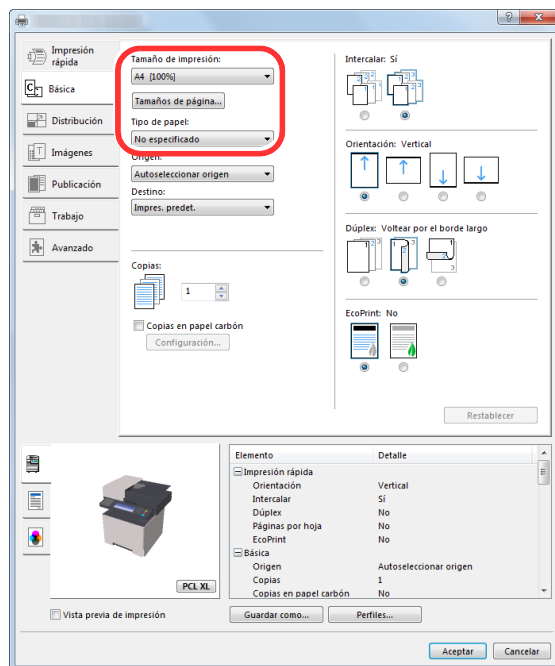 Impresión
rápida
Básica
Distribución
Imágenes
Publicación
Trabajo
Avanzado
Tamaño de impresión:
A4 [100%]
Tamaños de página...
Tipo de papel:
No especificado
Origen:
Autoseleccionar origen
Destino:
Impres. predet.
Copias:
1
Copias en papel carbón
Configuración...
Intercalar: Sí
Orientación: Vertical
Dúplex: Voltear por el borde largo
EcoPrint: No
Restablecer
PCL XL
Vista previa de impresión
Elemento Detalle
Impresión rápida
Orientación Vertical
Intercalar Sí
Dúplex No
Páginas por hoja No
EcoPrint No
Básica
Origen Autoseleccionar origen
Copias 1
Copias en papel carbón No
Guardar como... Perfiles...
Aceptar Cancelar